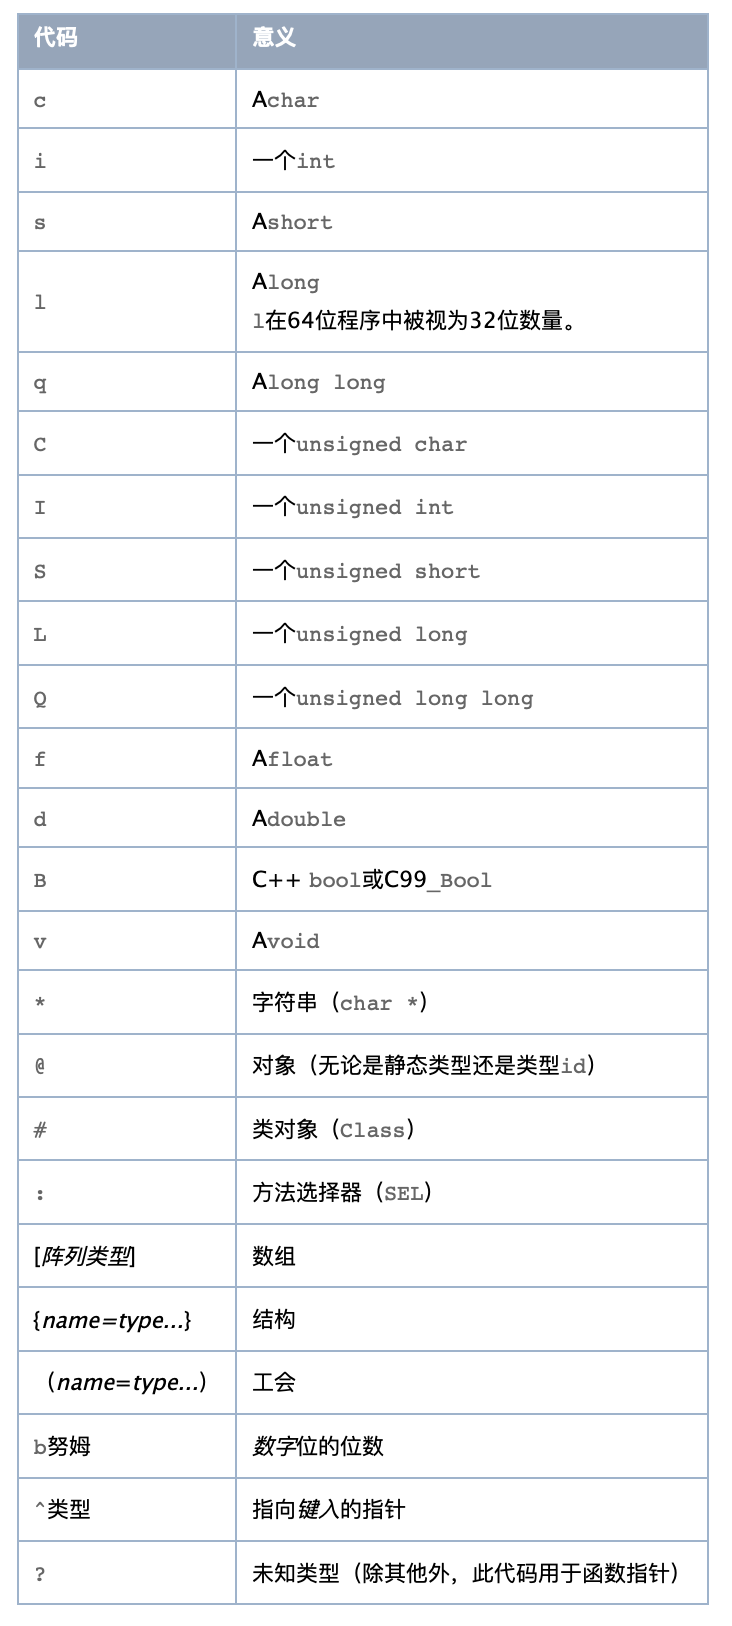 代码 意义
c Achar
i 一个int
s Ashort
l Along
l在64位程序中被视为32位数量。
q Along long
C 一个unsigned char
I 一个unsigned int
S 一个unsigned short
L 一个unsigned long
Q 一个unsigned long long
f Afloat
d Adouble
B C++ bool或C99_Bool
v Avoid
* 字符串（char *）
@ 对象（无论是静态类型还是类型id）
# 类对象（Class）
: 方法选择器（SEL）
[阵列类型] 数组
{name=type...} 结构
（name=type...） 工会
b努姆 数字位的位数
^类型 指向键入的指针
? 未知类型（除其他外，此代码用于函数指针）